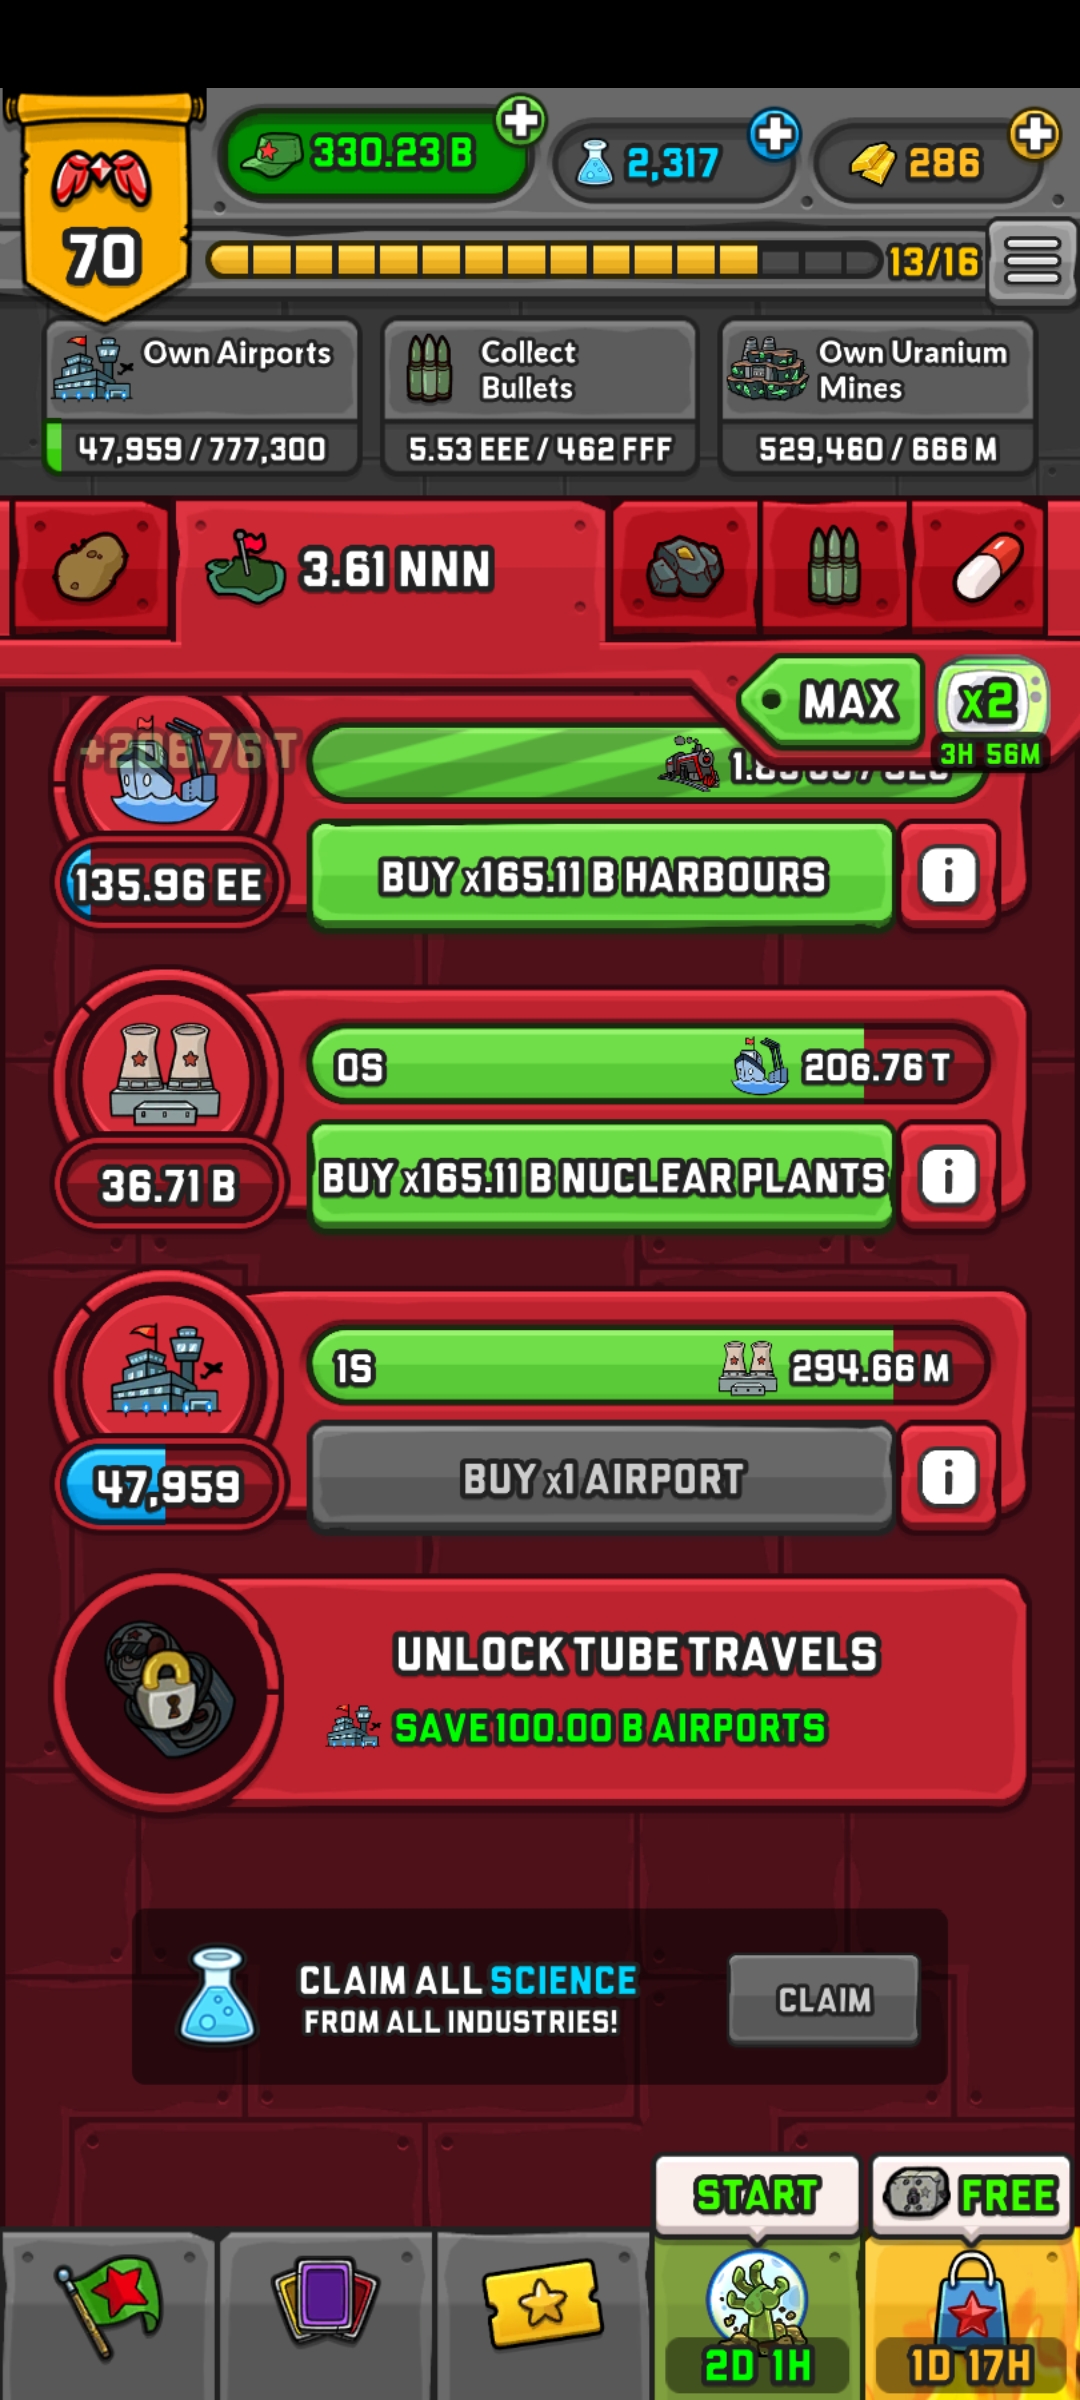 330.23 B
2,317
286
70
13/16
Own Airports
47,959 / 777,300
Collect
Bullets
5.53 EEE / 462 FFF
Own Uranium
Mines
529,460 / 666 M
3.61 NNN
MAX
x2
3H 56M
+206.76 T
135.96 EE
BUY x165.11 B HARBOURS
i
0S
206.76 T
36.71 B
BUY x165.11 B NUCLEAR PLANTS
i
1S
294.66 M
47,959
BUY x1 AIRPORT
i
UNLOCK TUBE TRAVELS
SAVE 100.00 B AIRPORTS
CLAIM ALL SCIENCE
FROM ALL INDUSTRIES!
CLAIM
START
FREE
2D 1H
1D 17H